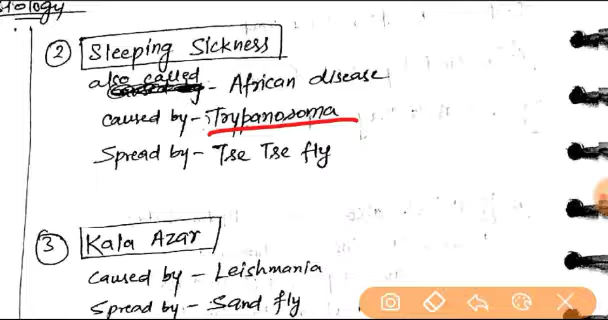 Biology
② Sleeping Sickness
also called - African disease
caused by - Trypanosoma
Spread by - Tse Tse fly
③ Kala Azar
caused by - Leishmania
Spread by - Sand fly